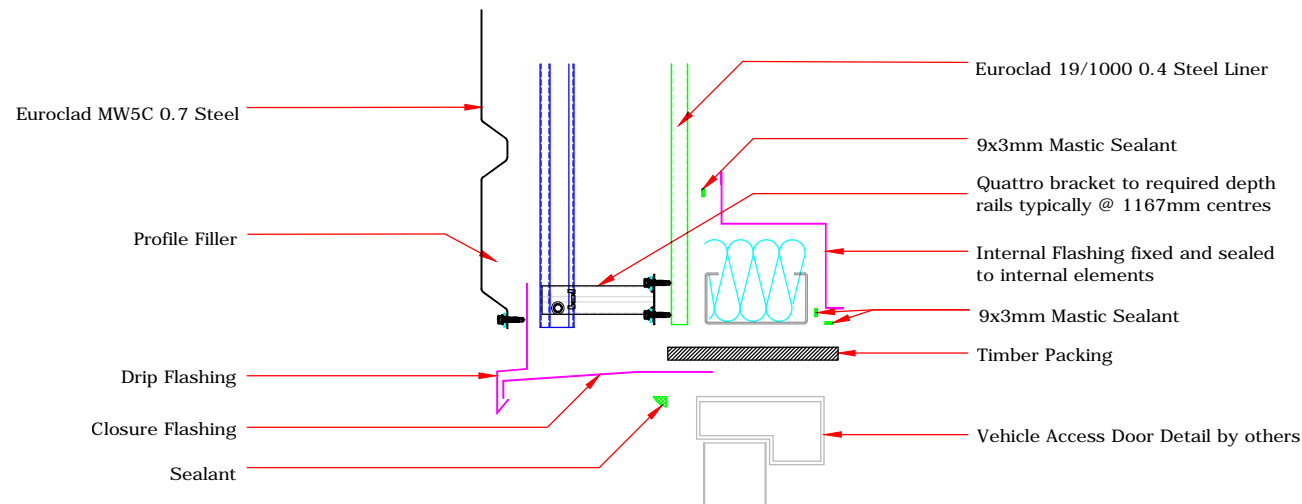 Euroclad MW5C 0.7 Steel
Profile Filler
Drip Flashing
Closure Flashing
Sealant
Euroclad 19/1000 0.4 Steel Liner
9x3mm Mastic Sealant
Quattro bracket to required depth
rails typically @ 1167mm centres
Internal Flashing fixed and sealed
to internal elements
9x3mm Mastic Sealant
Timber Packing
Vehicle Access Door Detail by others